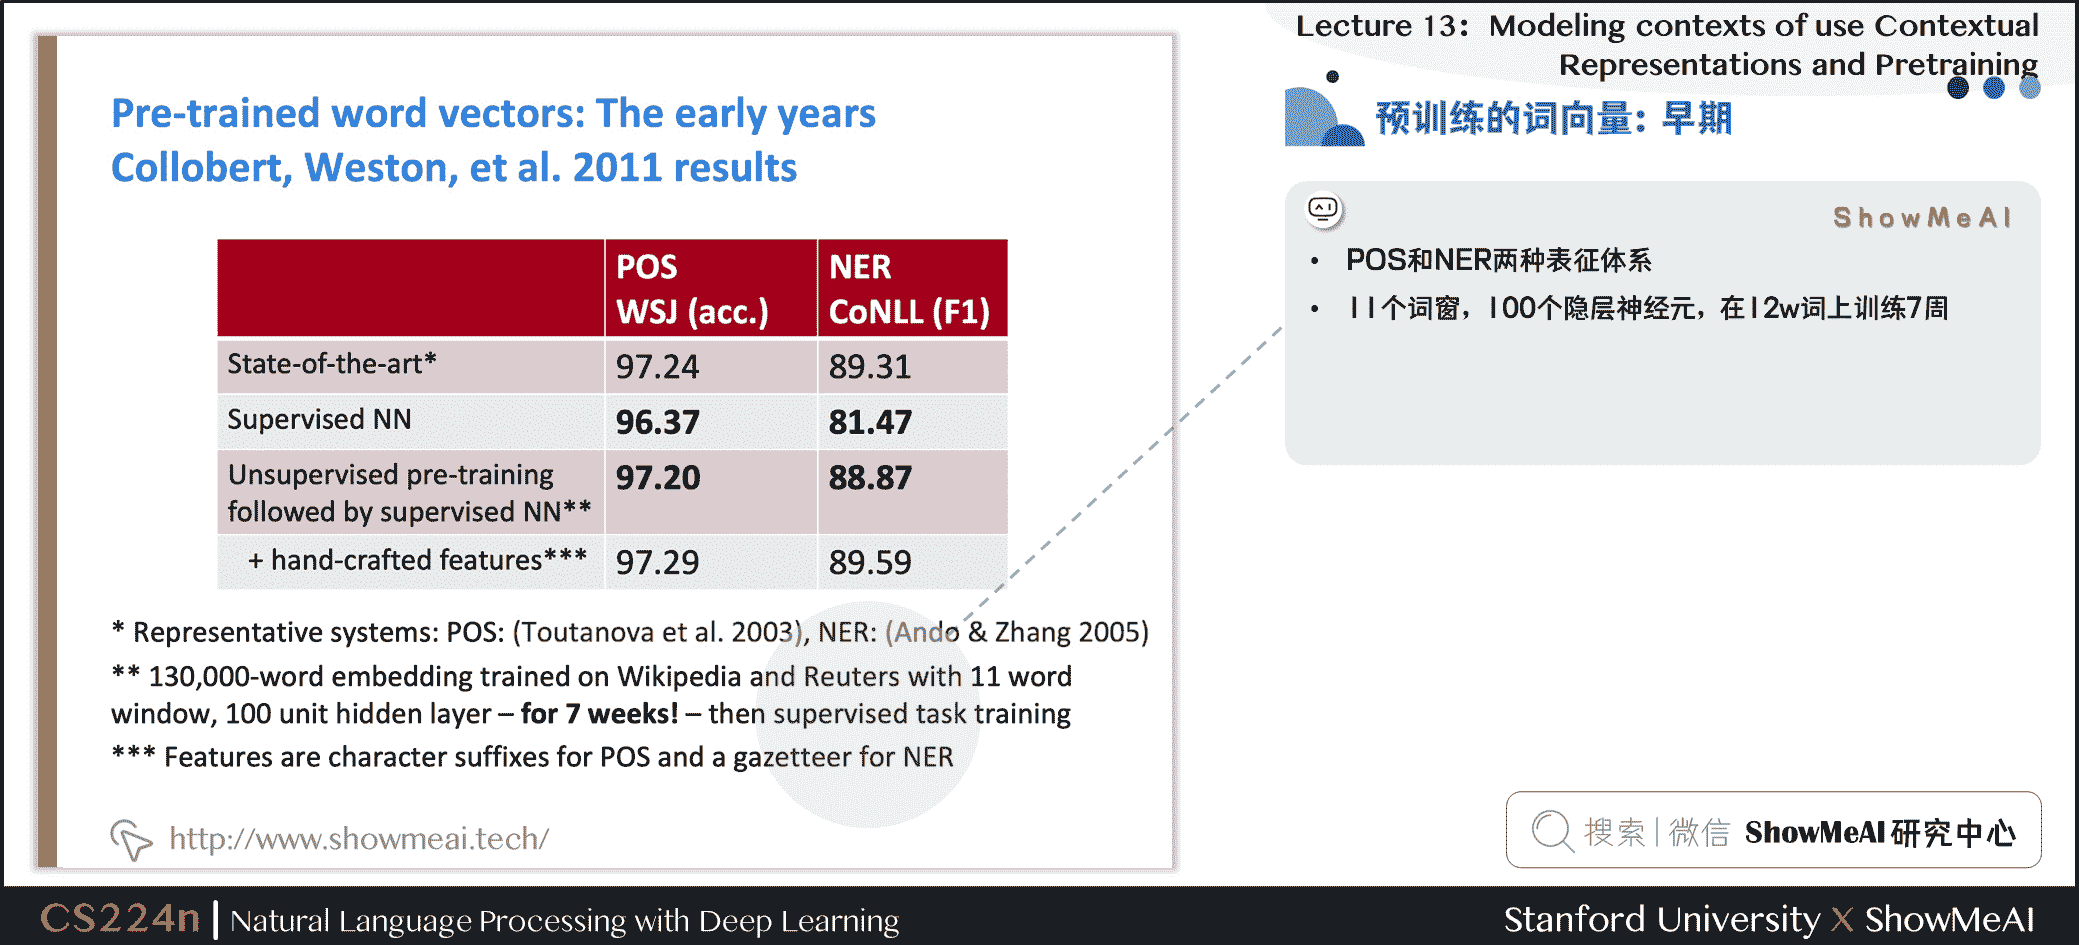 Lecture 13: Modeling contexts of use Contextual
Representations and Pretraining
Pre-trained word vectors: The early years
Collobert, Weston, et al. 2011 results
POS
WSJ (acc.)
NER
CoNLL (F1)
State-of-the-art* 97.24 89.31
Supervised NN 96.37 81.47
Unsupervised pre-training
followed by supervised NN** 97.20 88.87
+ hand-crafted features*** 97.29 89.59
* Representative systems: POS: (Toutanova et al. 2003), NER: (Ando & Zhang 2005)
** 130,000-word embedding trained on Wikipedia and Reuters with 11 word
window, 100 unit hidden layer – for 7 weeks! – then supervised task training
*** Features are character suffixes for POS and a gazetteer for NER
http://www.showmeai.tech/
预训练的词向量: 早期
ShowMeAI
• POS和NER两种表征体系
• 11个词窗，100个隐层神经元，在12w词上训练7周
搜索|微信 ShowMeAI研究中心
CS224n | Natural Language Processing with Deep Learning
Stanford University X ShowMeAI